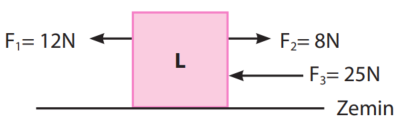 F₁= 12N
L
F₂= 8N
F₃= 25N
Zemin